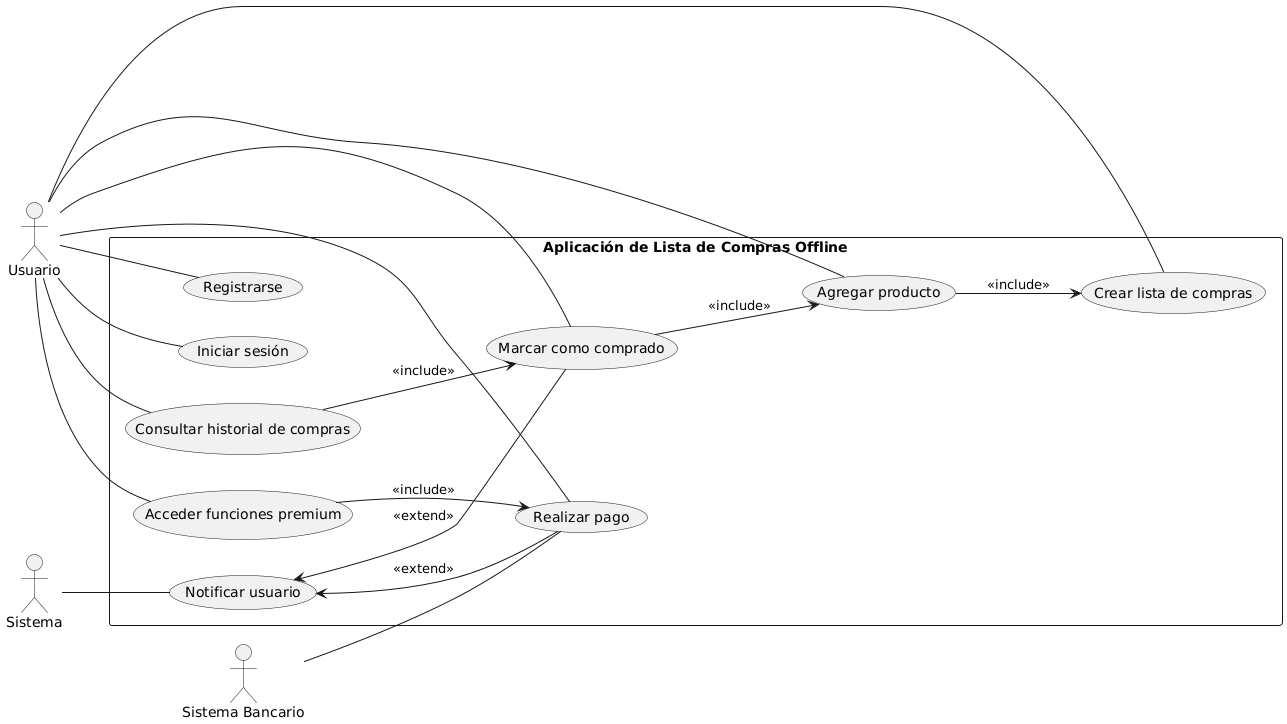 Aplicación de Lista de Compras Offline
Usuario
Registrarse
Agregar producto
«include»
Crear lista de compras
«include»
Marcar como comprado
Iniciar sesión
«include»
Consultar historial de compras
Acceder funciones premium
«include»
«extend»
Realizar pago
«extend»
Notificar usuario
Sistema
Sistema Bancario